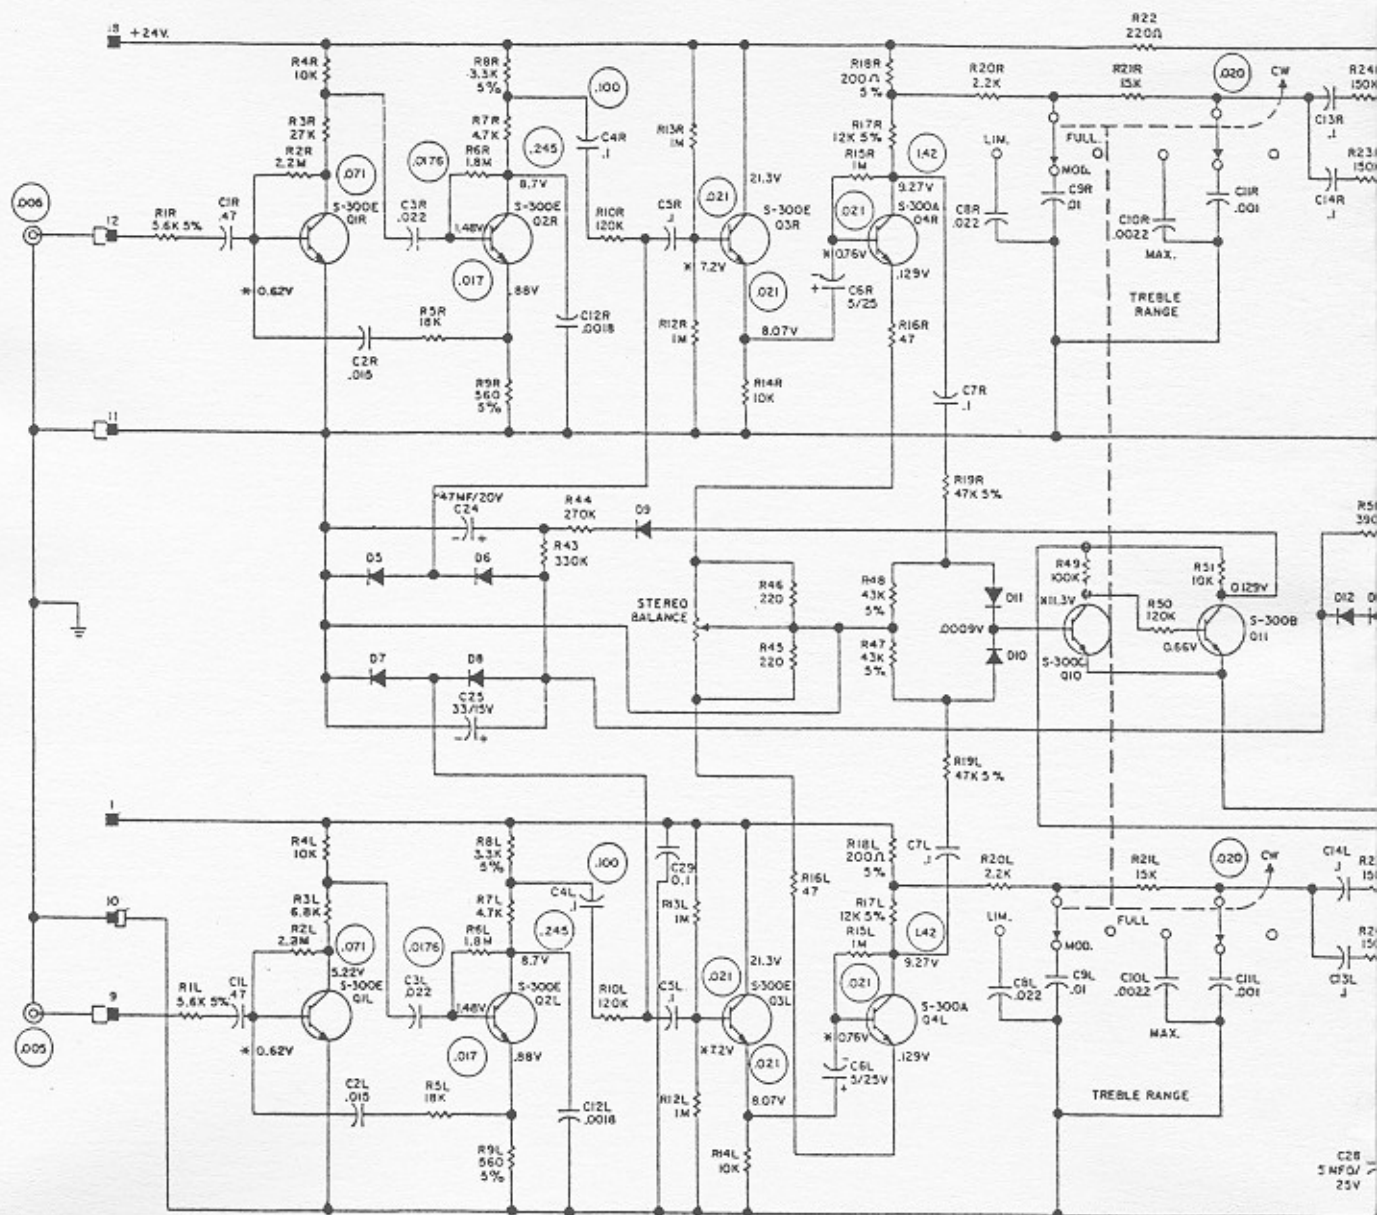 13 +24V.
R22
220Ω
R4R
10K
R8R
3.3K
5%
.100
R18R
200Ω
5%
R20R
2.2K
R21R
15K
.020
CW
150K
R3R
27K
R7R
4.7K
C4R
.1
R13R
1M
R17R
12K 5%
C13R
.1
R2R
2.2M
.071
.0176
R6R
1.8M
.245
R15R
1M
1.42
LIM.
FULL.
.006
8.7V
21.3V
9.27V
MOD.
C9R
.01
C11R
.001
C14R
.1
12
R1R
5.6K 5%
C1R
.47
S-300E
Q1R
C3R
.022
1.48V
S-300E
Q2R
R10R
120K
C5R
.1
.021
S-300E
Q3R
.021
S-300A
Q4R
C8R
.022
C10R
.0022
* 0.62V
.017
.88V
* 7.2V
.021
* 0.76V
.129V
MAX.
R5R
18K
C12R
.0018
R12R
1M
8.07V
+
C6R
5/25
R16R
47
TREBLE
RANGE
C2R
.015
R9R
560
5%
R14R
10K
C7R
.1
11
R19R
47K 5%
47MF/20V
C24
- +
R44
270K
D9
R43
330K
D5
D6
R46
220
R48
43K
5%
D11
R49
100K
R51
10K
0.129V
STEREO
BALANCE
*11.3V
R50
120K
D12
.0009V
S-300B
Q11
D7
D8
R45
220
R47
43K
5%
D10
0.66V
Q10
C25
33/15V
- +
R19L
47K 5%
1
R4L
10K
R8L
3.3K
5%
.100
C29
0.1
R16L
47
R18L
200Ω
5%
C7L
.1
R20L
2.2K
R21L
15K
.020
CW
C14L
.1
R3L
6.8K
R7L
4.7K
C4L
.1
R13L
1M
R17L
12K 5%
10
R2L
2.2M
.071
.0176
R6L
1.8M
.245
R15L
1M
1.42
LIM.
FULL
5.22V
8.7V
21.3V
9.27V
MOD.
C13L
.1
9
R1L
5.6K 5%
C1L
.47
S-300E
Q1L
C3L
.022
1.48V
S-300E
Q2L
R10L
120K
C5L
.1
.021
S-300E
Q3L
.021
S-300A
Q4L
C8L
.022
C9L
.01
C10L
.0022
C11L
.001
.005
* 0.62V
.017
.88V
*7.2V
.021
* 0.76V
.129V
MAX.
C2L
.015
R5L
18K
C12L
.0018
R12L
1M
8.07V
- +
C6L
5/25V
TREBLE RANGE
R9L
560
5%
R14L
10K
25V